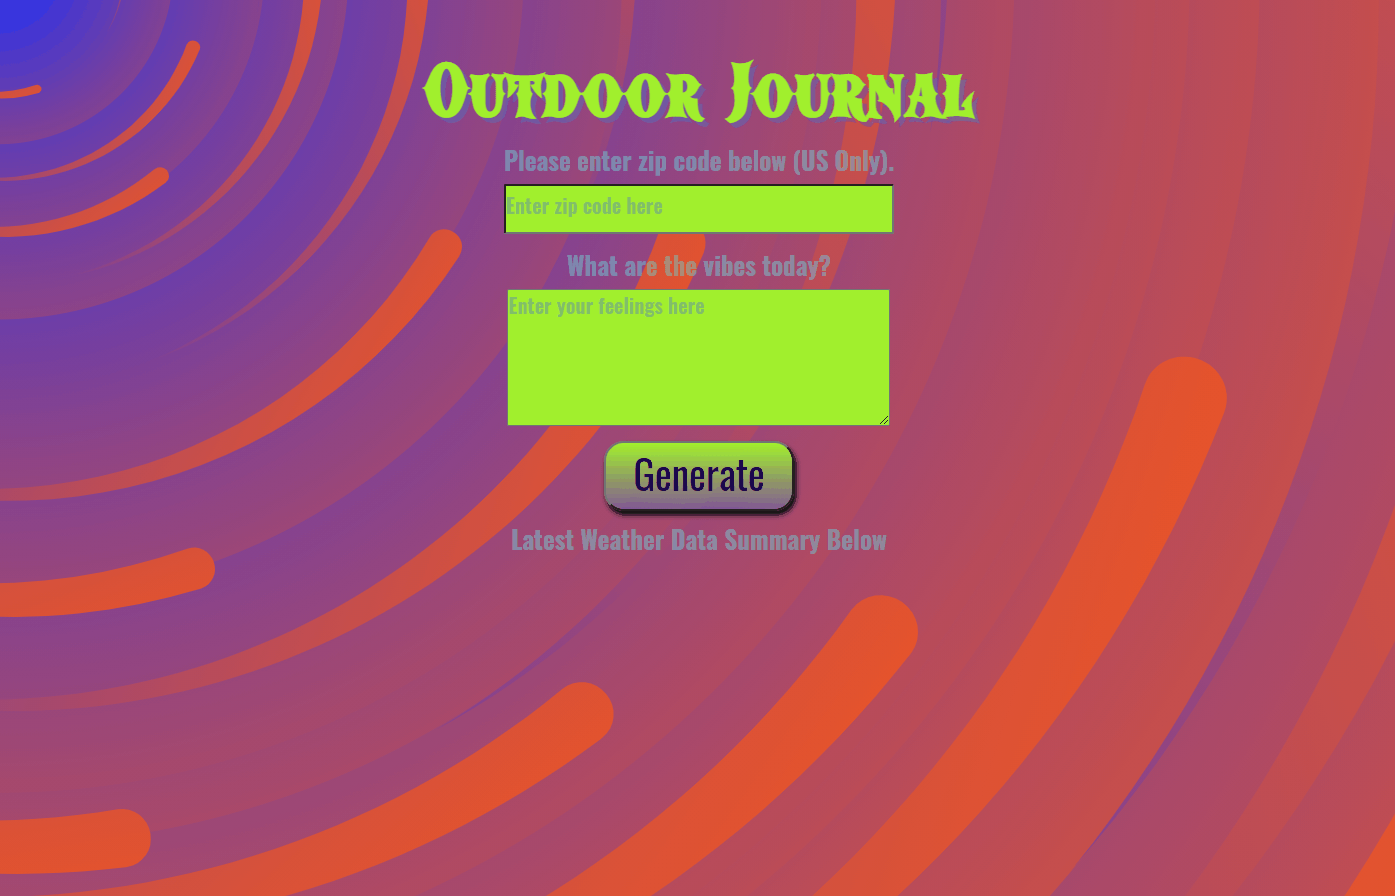 Outdoor Journal
Please enter zip code below (US Only).
Enter zip code here
What are the vibes today?
Enter your feelings here
Generate
Latest Weather Data Summary Below